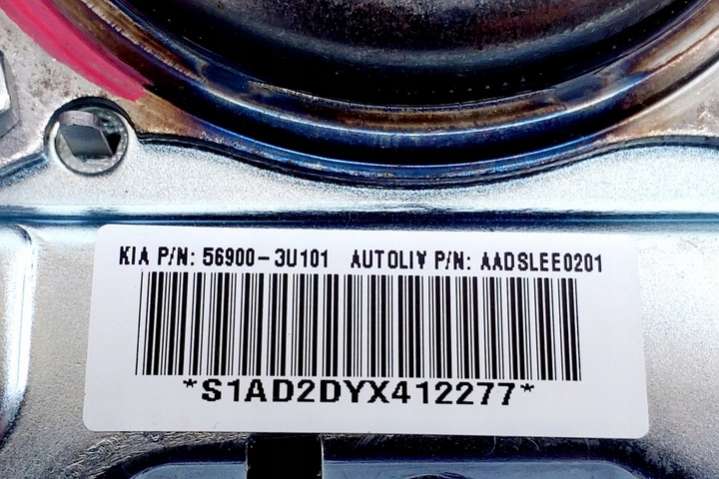 KIA P/N: 56900-3U101 AUTOLIV P/N: AADSLEE0201
*S1AD2DYX412277*